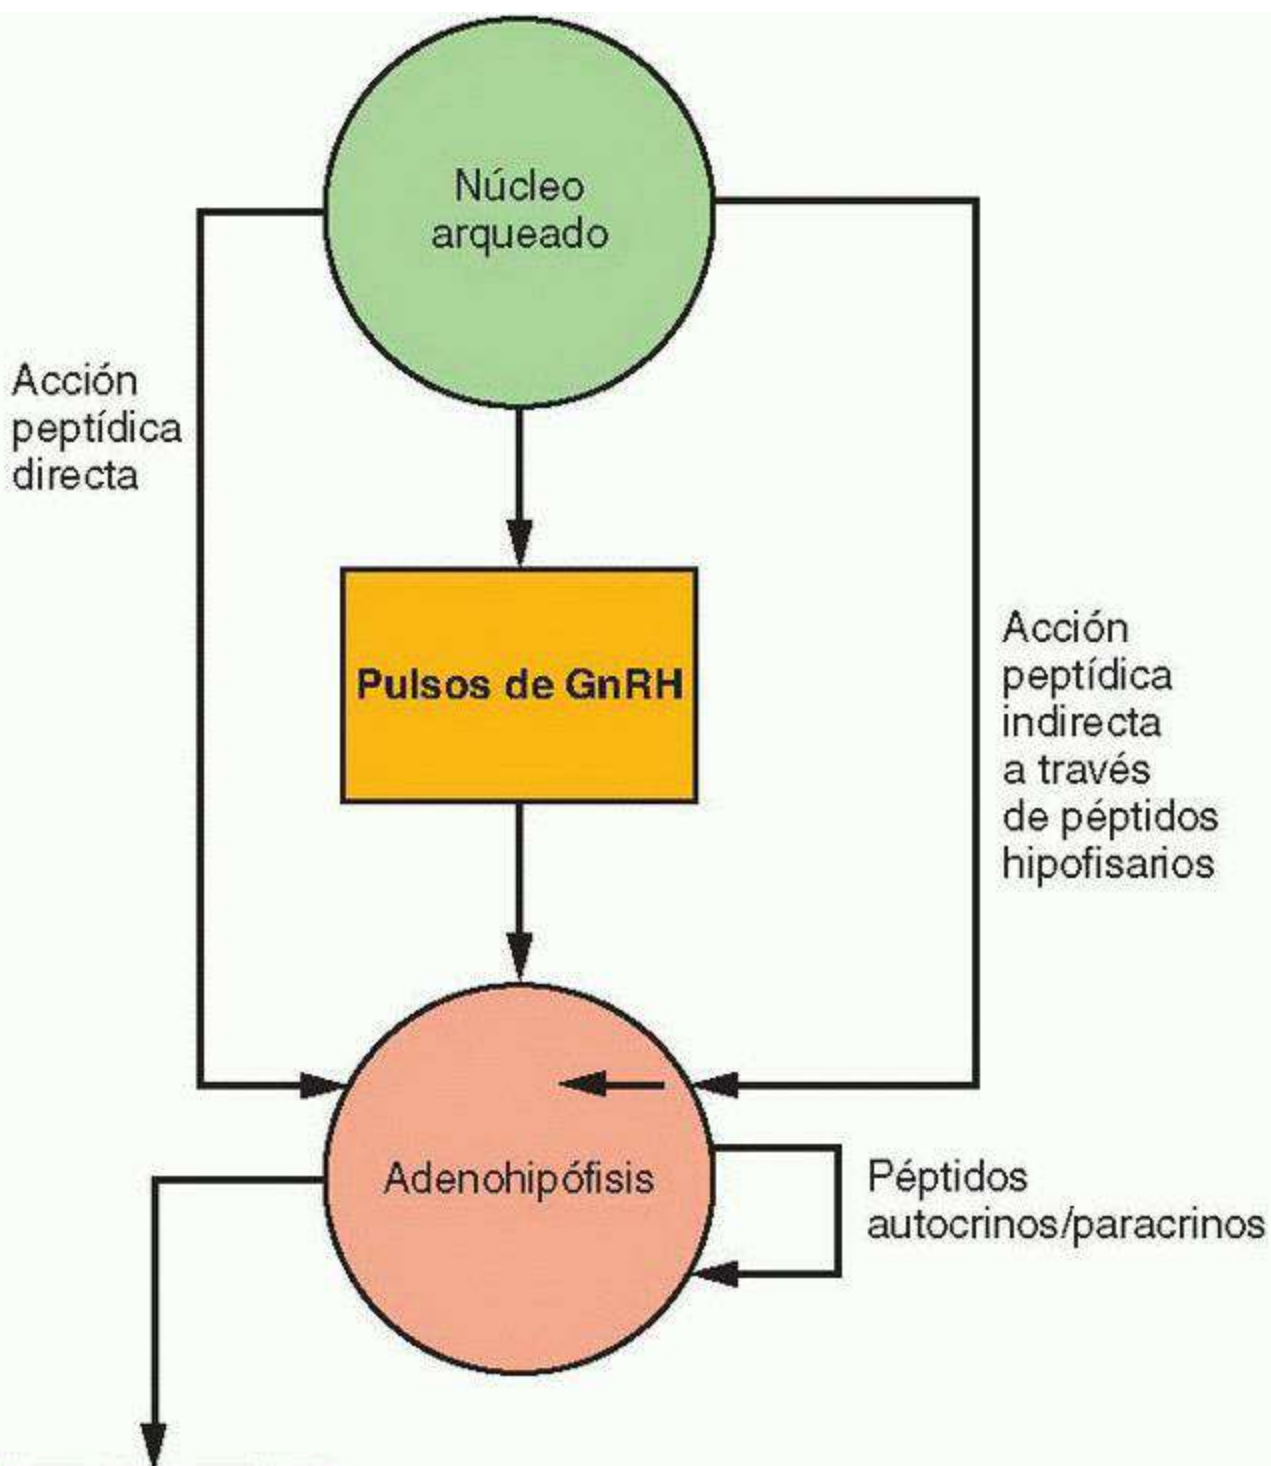 Núcleo
arqueado
Acción
peptídica
directa
Pulsos de GnRH
Acción
peptídica
indirecta
a través
de péptidos
hipofisarios
Adenohipófisis
Péptidos
autocrinos/paracrinos